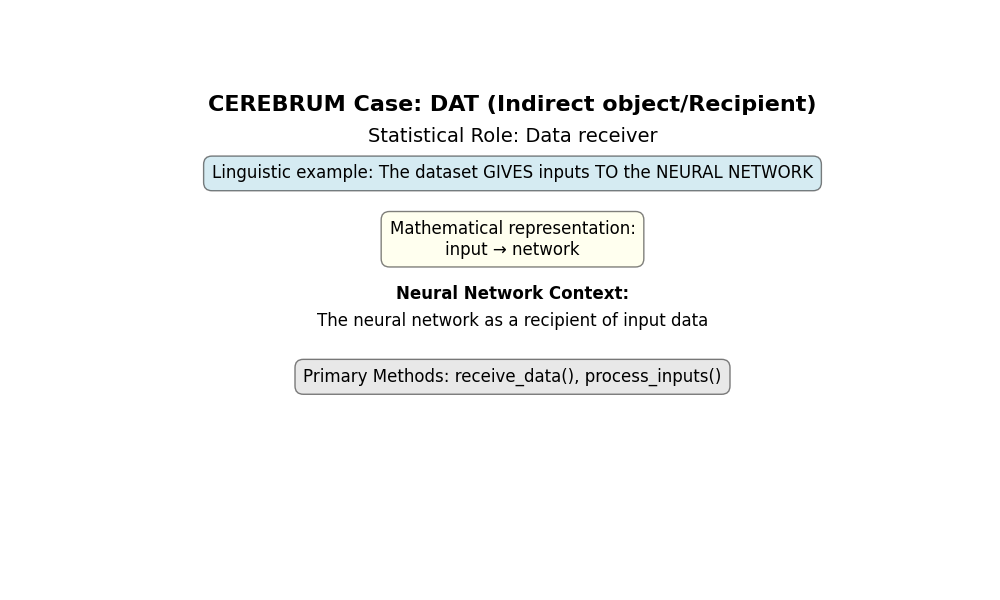 CEREBRUM Case: DAT (Indirect object/Recipient)
Statistical Role: Data receiver
Linguistic example: The dataset GIVES inputs TO the NEURAL NETWORK
Mathematical representation:
input → network
Neural Network Context:
The neural network as a recipient of input data
Primary Methods: receive_data(), process_inputs()